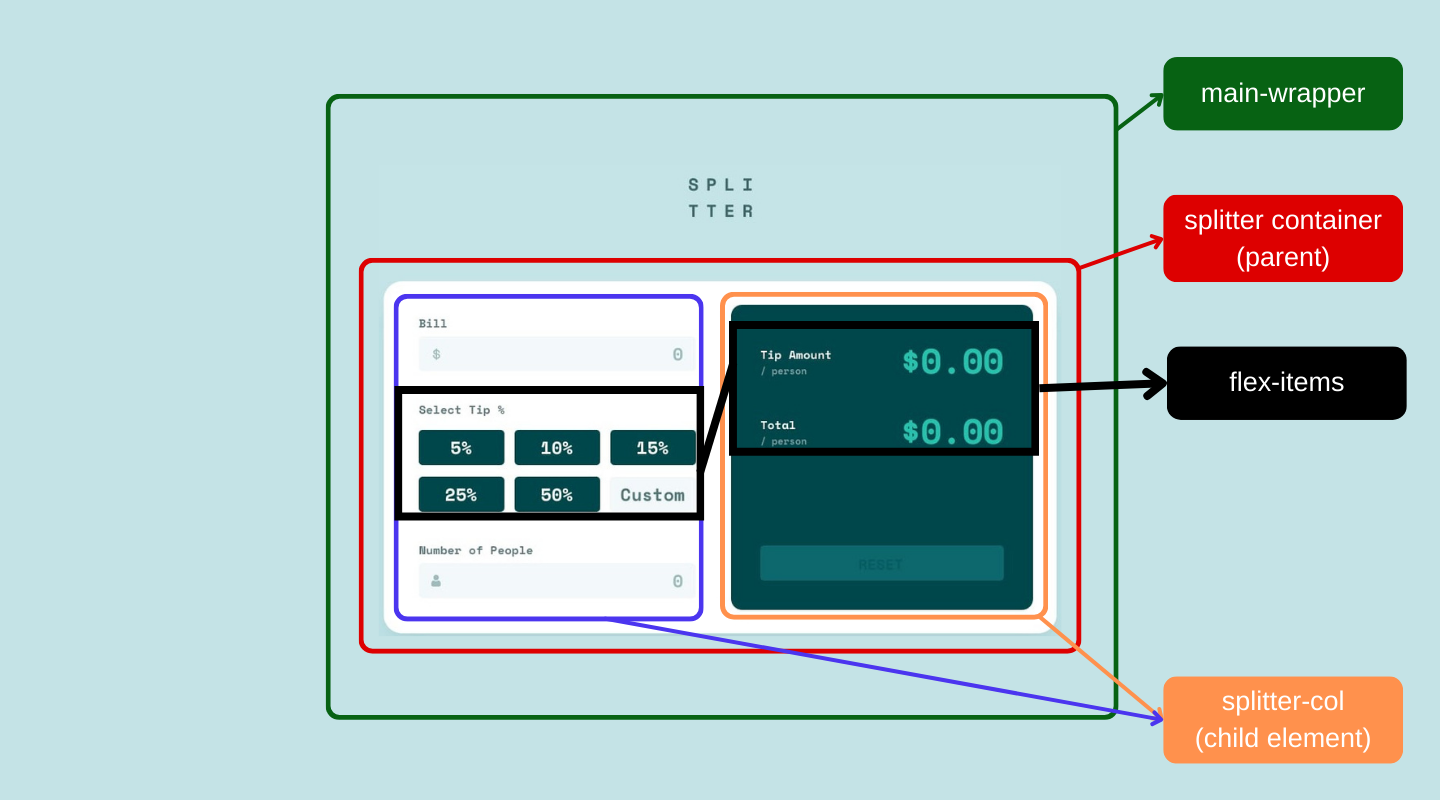 main-wrapper
SPLI
TTER
splitter container
(parent)
Bill
$ 0
Select Tip %
5% 10% 15%
25% 50% Custom
Number of People
0
Tip Amount $0.00
/ person
Total $0.00
/ person
RESET
flex-items
splitter-col
(child element)